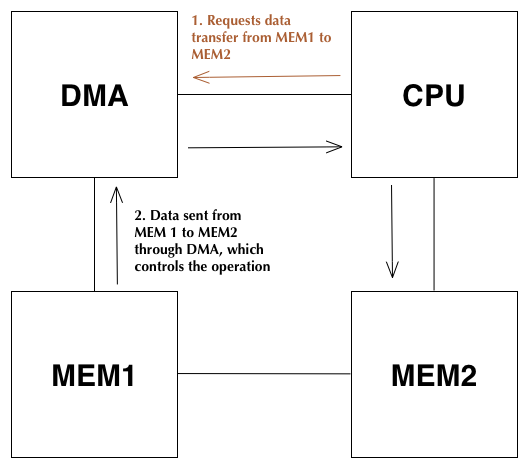 1. Requests data
transfer from MEM1 to
MEM2
DMA
CPU
2. Data sent from
MEM 1 to MEM2
through DMA, which
controls the operation
MEM1
MEM2